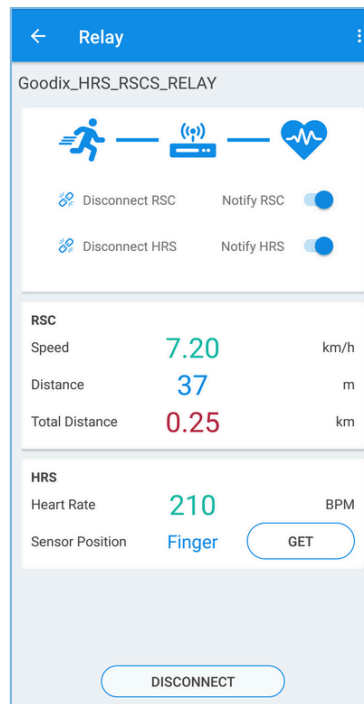 Relay
Goodix_HRS_RSCS_RELAY
Disconnect RSC Notify RSC
Disconnect HRS Notify HRS
RSC
Speed 7.20 km/h
Distance 37 m
Total Distance 0.25 km
HRS
Heart Rate 210 BPM
Sensor Position Finger GET
DISCONNECT